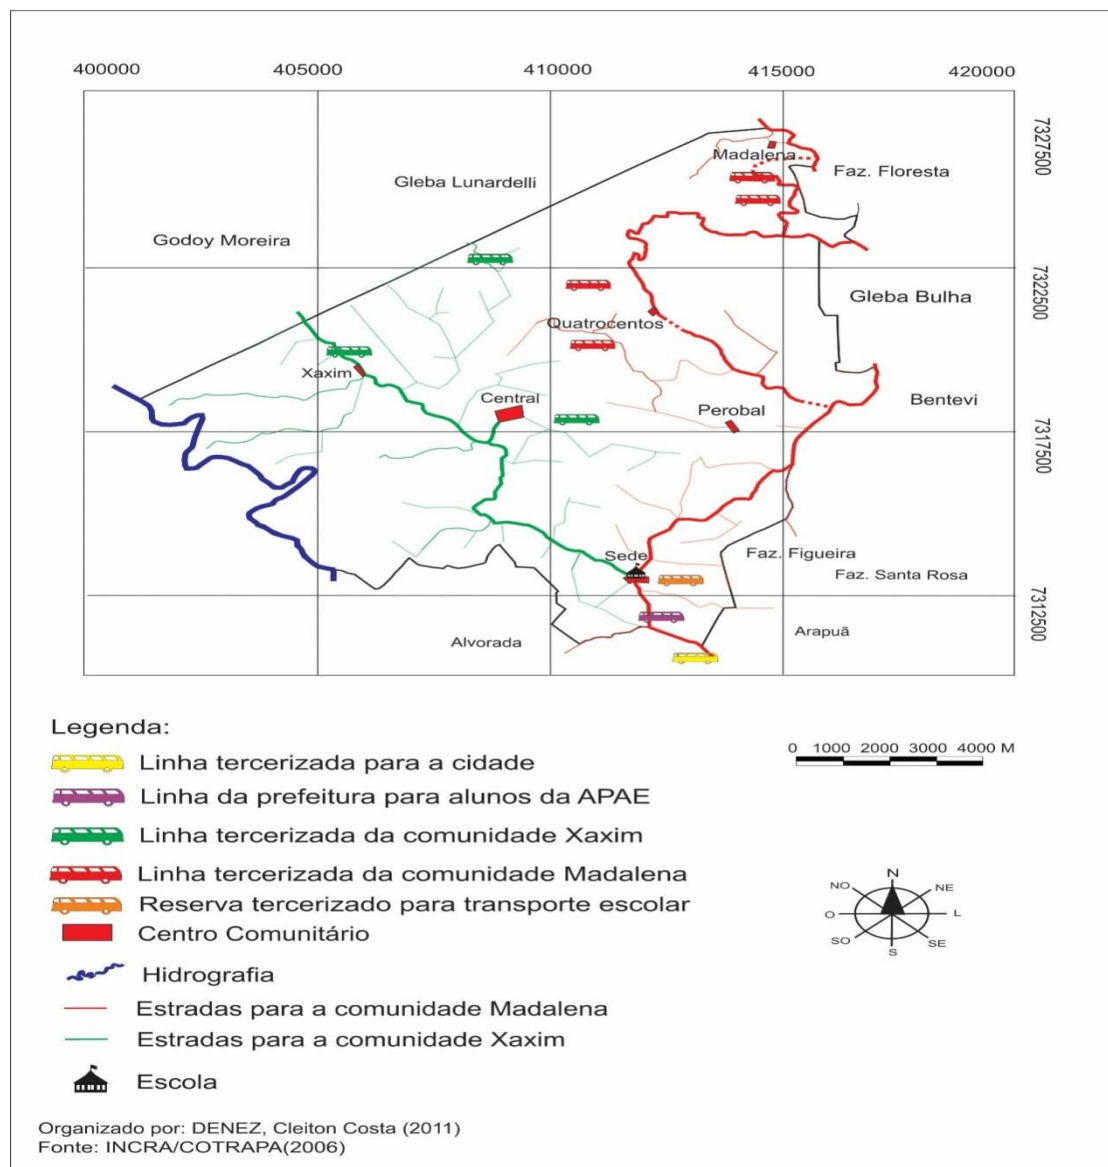 400000 405000 410000 415000 420000
7327500
Madalena
Faz. Floresta
Gleba Lunardelli
Godoy Moreira
7322500
Gleba Bulha
Quatrocentos
Xaxim
Central
Perobal
Bentevi
7317500
Sede
Faz. Figueira
Faz. Santa Rosa
7312500
Alvorada
Arapuã
Legenda:
Linha tercerizada para a cidade
Linha da prefeitura para alunos da APAE
Linha tercerizada da comunidade Xaxim
Linha tercerizada da comunidade Madalena
Reserva tercerizado para transporte escolar
Centro Comunitário
Hidrografia
Estradas para a comunidade Madalena
Estradas para a comunidade Xaxim
Escola
0 1000 2000 3000 4000 M
N
NO NE
O L
SO SE
S
Organizado por: DENEZ, Cleiton Costa (2011)
Fonte: INCRA/COTRAPA(2006)